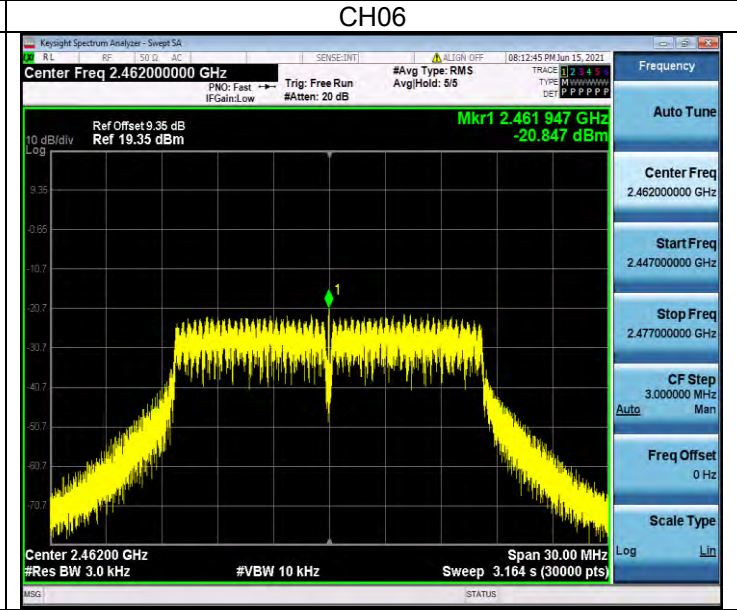 CH06
Keysight Spectrum Analyzer - Swept SA
RL RF 50 Ω AC SENSE:INT ALIGN OFF 08:12:45 PM Jun 15, 2021
Center Freq 2.462000000 GHz
PNO: Fast
IFGain:Low
Trig: Free Run
#Atten: 20 dB
#Avg Type: RMS
Avg|Hold: 5/5
TRACE 1 2 3 4 5 6
TYPE M WWWWW
DET P P P P P P
Ref Offset 9.35 dB
10 dB/div Ref 19.35 dBm
Log
Mkr1 2.461 947 GHz
-20.847 dBm
9.35
-0.65
-10.7
-20.7
-30.7
-40.7
-50.7
-60.7
-70.7
1
Center 2.46200 GHz Span 30.00 MHz
#Res BW 3.0 kHz #VBW 10 kHz Sweep 3.164 s (30000 pts)
MSG STATUS
Frequency
Auto Tune
Center Freq
2.462000000 GHz
Start Freq
2.447000000 GHz
Stop Freq
2.477000000 GHz
CF Step
3.000000 MHz
Auto Man
Freq Offset
0 Hz
Scale Type
Log Lin